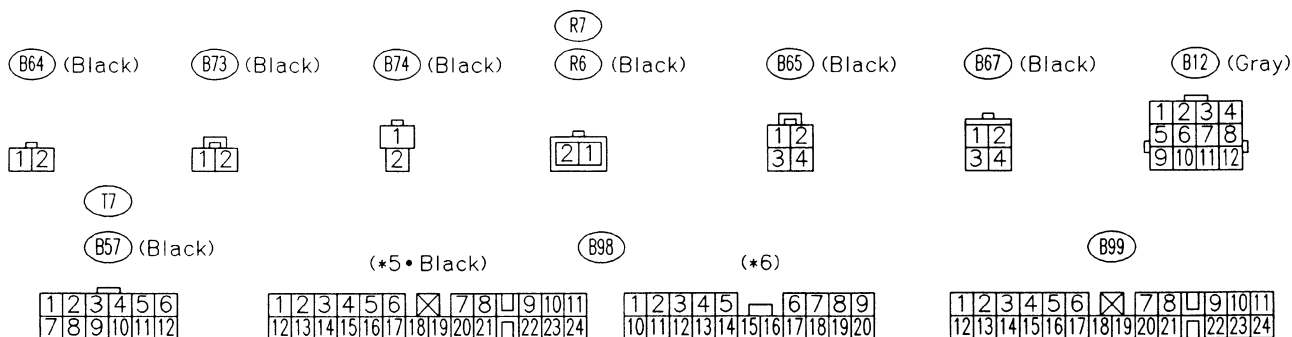 R7
B64 (Black) B73 (Black) B74 (Black) R6 (Black) B65 (Black) B67 (Black) B12 (Gray)
1 2 3 4
1 1 2 1 2 5 6 7 8
1 2 1 2 2 2 1 3 4 3 4 9 10 11 12
T7
B57 (Black) B98 B99
(*5•Black) (*6)
1 2 3 4 5 6 1 2 3 4 5 6 7 8 9 10 11 1 2 3 4 5 6 7 8 9 1 2 3 4 5 6 7 8 9 10 11
7 8 9 10 11 12 12 13 14 15 16 17 18 19 20 21 22 23 24 10 11 12 13 14 15 16 17 18 19 20 12 13 14 15 16 17 18 19 20 21 22 23 24